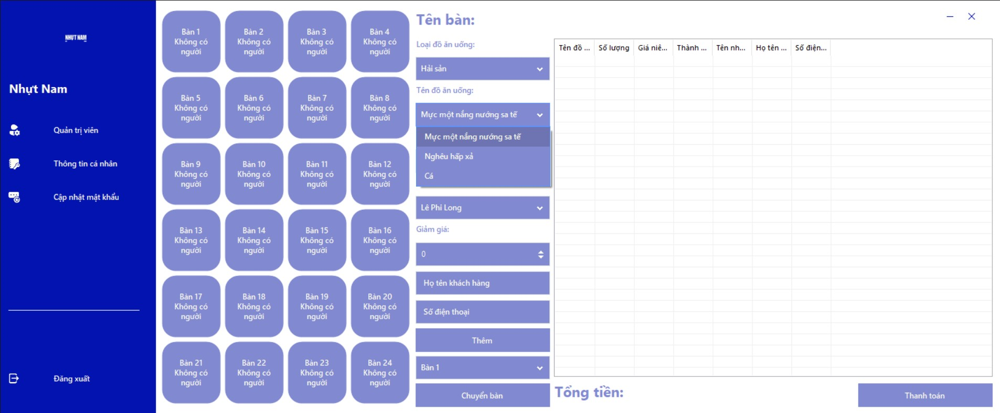 NHỰT NAM
Nhựt Nam
Quản trị viên
Thông tin cá nhân
Cập nhật mật khẩu
Đăng xuất
Bàn 1
Không có
người
Bàn 2
Không có
người
Bàn 3
Không có
người
Bàn 4
Không có
người
Bàn 5
Không có
người
Bàn 6
Không có
người
Bàn 7
Không có
người
Bàn 8
Không có
người
Bàn 9
Không có
người
Bàn 10
Không có
người
Bàn 11
Không có
người
Bàn 12
Không có
người
Bàn 13
Không có
người
Bàn 14
Không có
người
Bàn 15
Không có
người
Bàn 16
Không có
người
Bàn 17
Không có
người
Bàn 18
Không có
người
Bàn 19
Không có
người
Bàn 20
Không có
người
Bàn 21
Không có
người
Bàn 22
Không có
người
Bàn 23
Không có
người
Bàn 24
Không có
người
Tên bàn:
Loại đồ ăn uống:
Hải sản
Tên đồ ăn uống:
Mực một nắng nướng sa tế
Mực một nắng nướng sa tế
Nghêu hấp xả
Cá
Lê Phi Long
Giảm giá:
0
Họ tên khách hàng
Số điện thoại
Thêm
Bàn 1
Chuyển bàn
Tên đồ ... Số lượng Giá niê... Thành ... Tên nh... Họ tên ... Số điện...
Tổng tiền:
Thanh toán